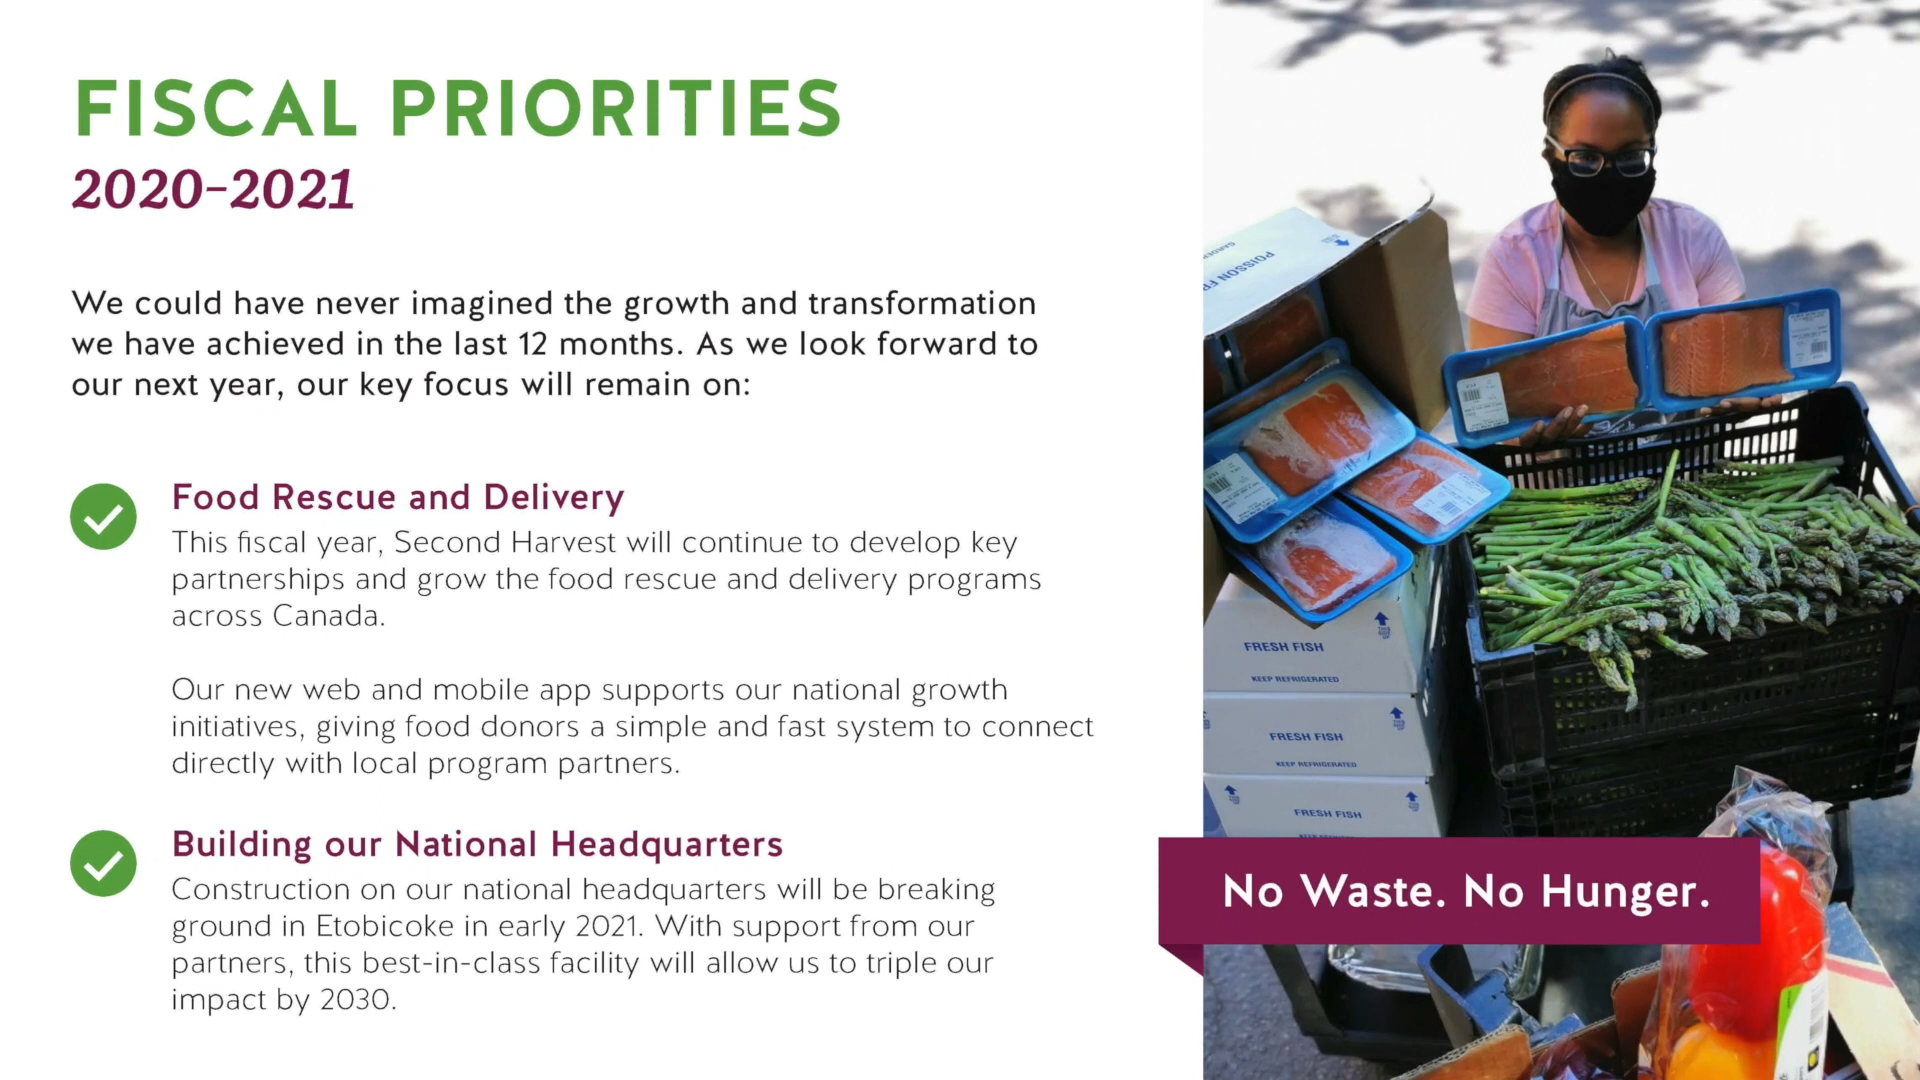 FISCAL PRIORITIES
2020-2021
We could have never imagined the growth and transformation
we have achieved in the last 12 months. As we look forward to
our next year, our key focus will remain on:
Food Rescue and Delivery
This fiscal year, Second Harvest will continue to develop key
partnerships and grow the food rescue and delivery programs
across Canada.
Our new web and mobile app supports our national growth
initiatives, giving food donors a simple and fast system to connect
directly with local program partners.
Building our National Headquarters
Construction on our national headquarters will be breaking
ground in Etobicoke in early 2021. With support from our
partners, this best-in-class facility will allow us to triple our
impact by 2030.
POISSON
FRESH FISH
KEEP REFRIGERATED
FRESH FISH
KEEP REFRIGERATED
FRESH FISH
No Waste. No Hunger.